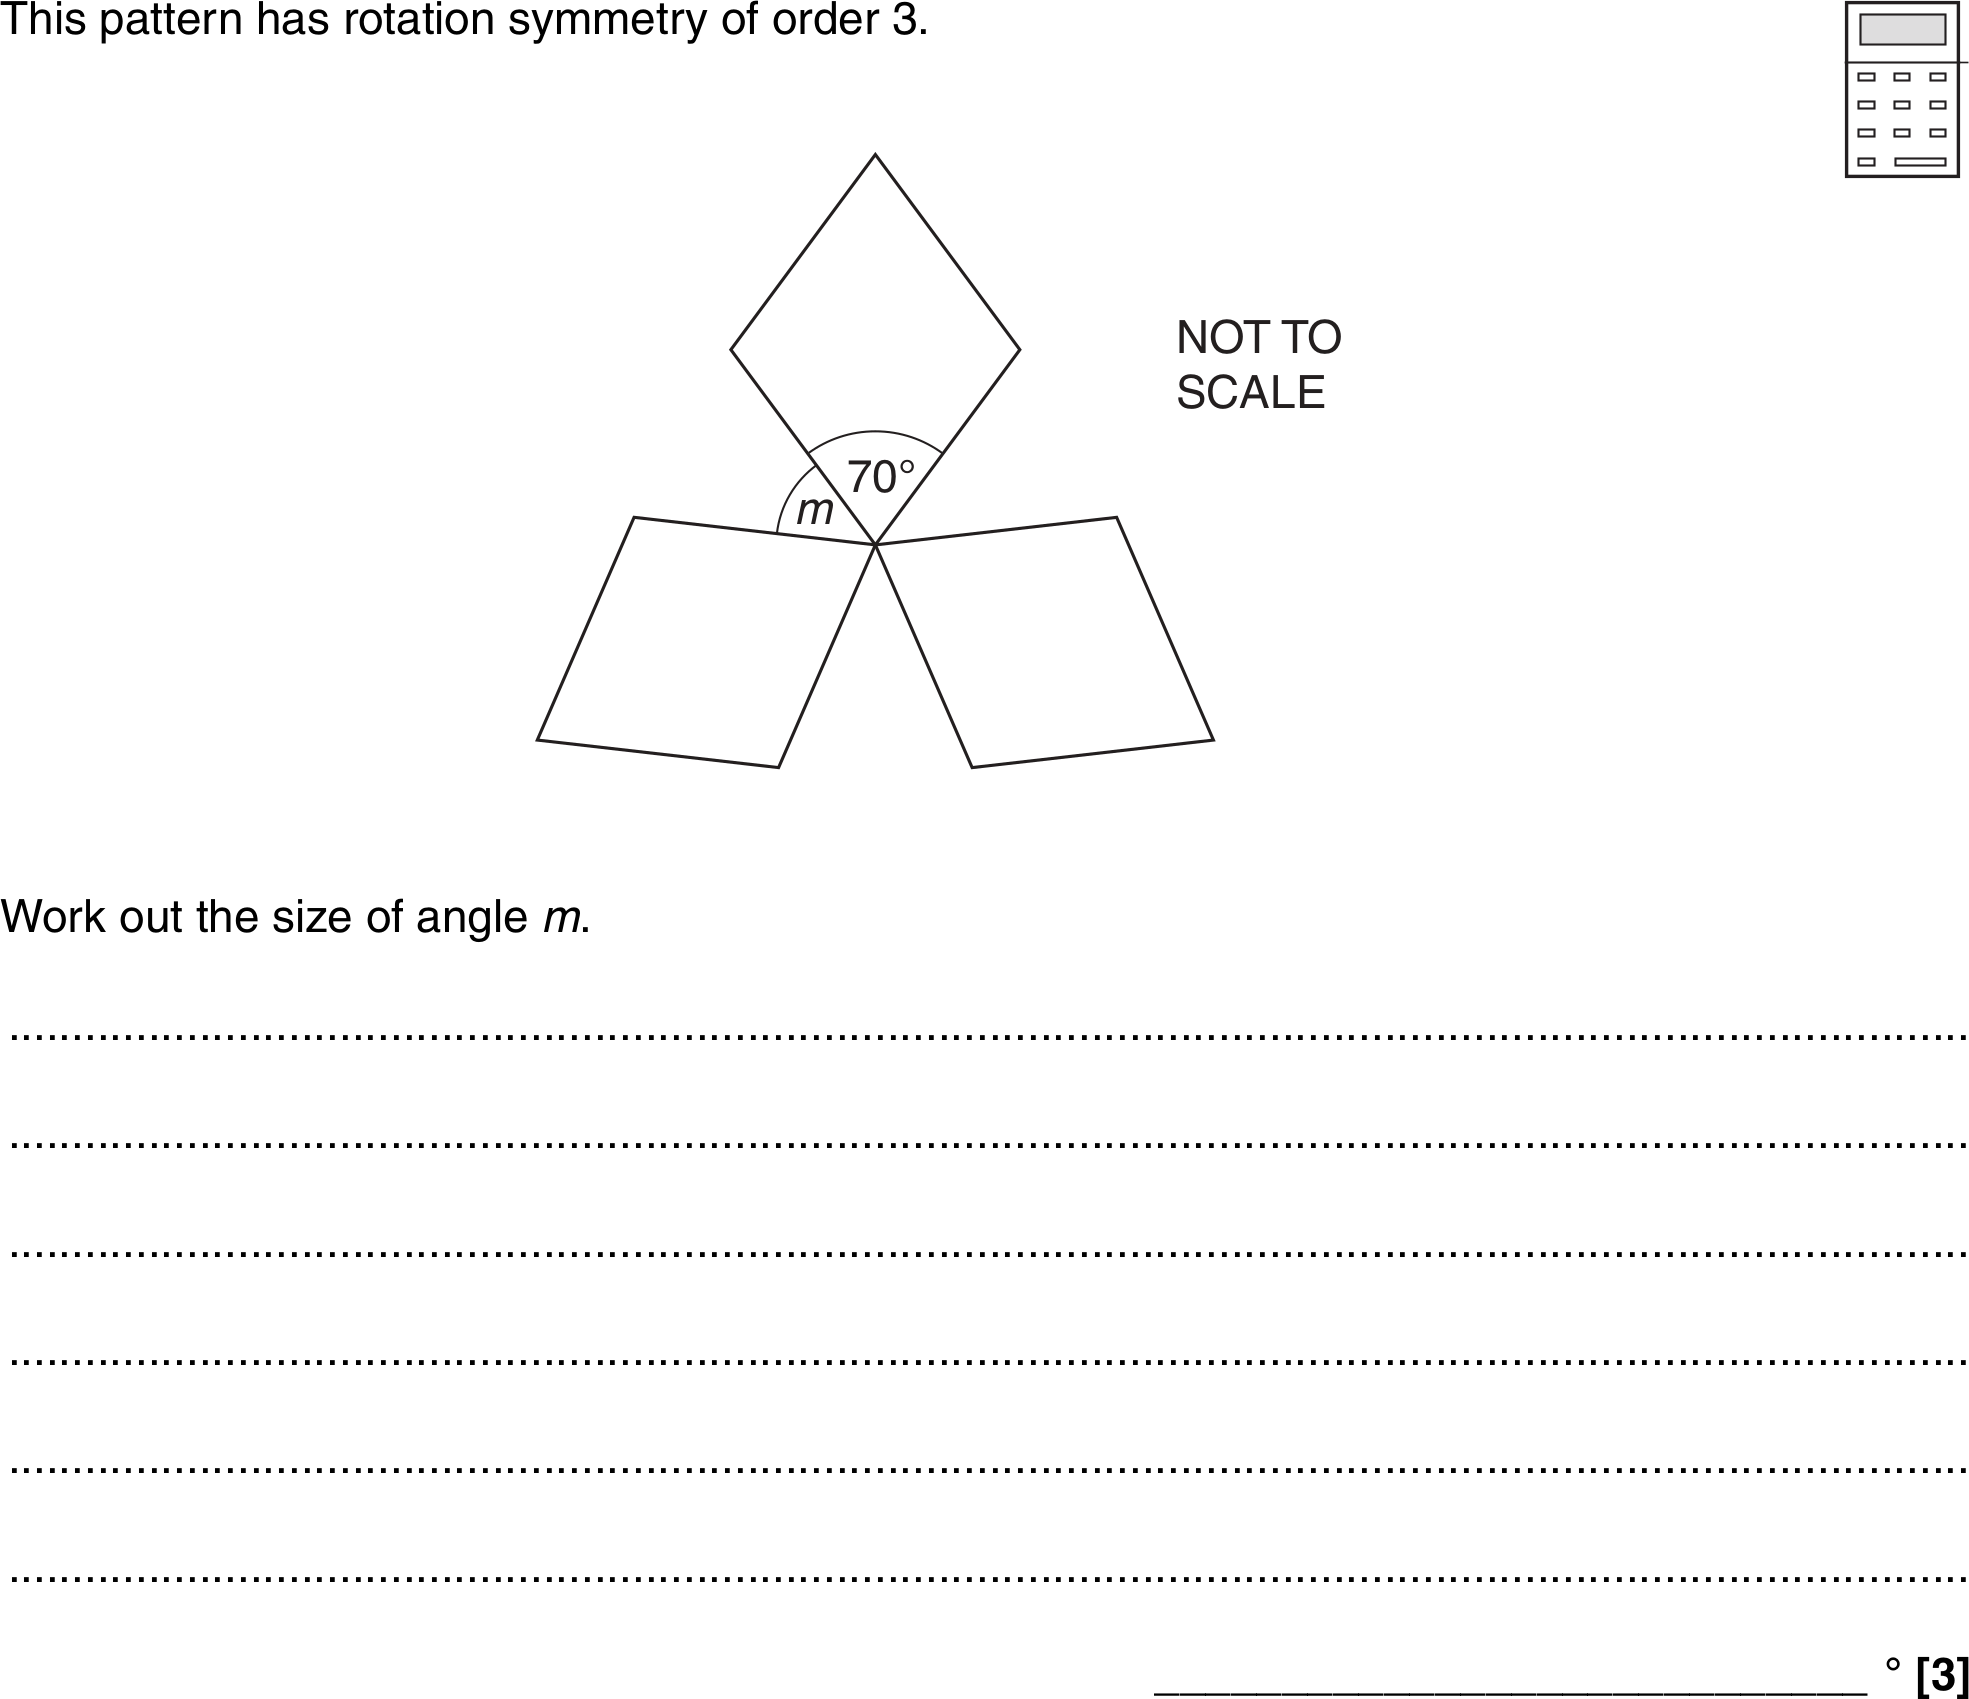 This pattern has rotation symmetry of order 3.
NOT TO
SCALE
70°
m
Work out the size of angle m.
° [3]